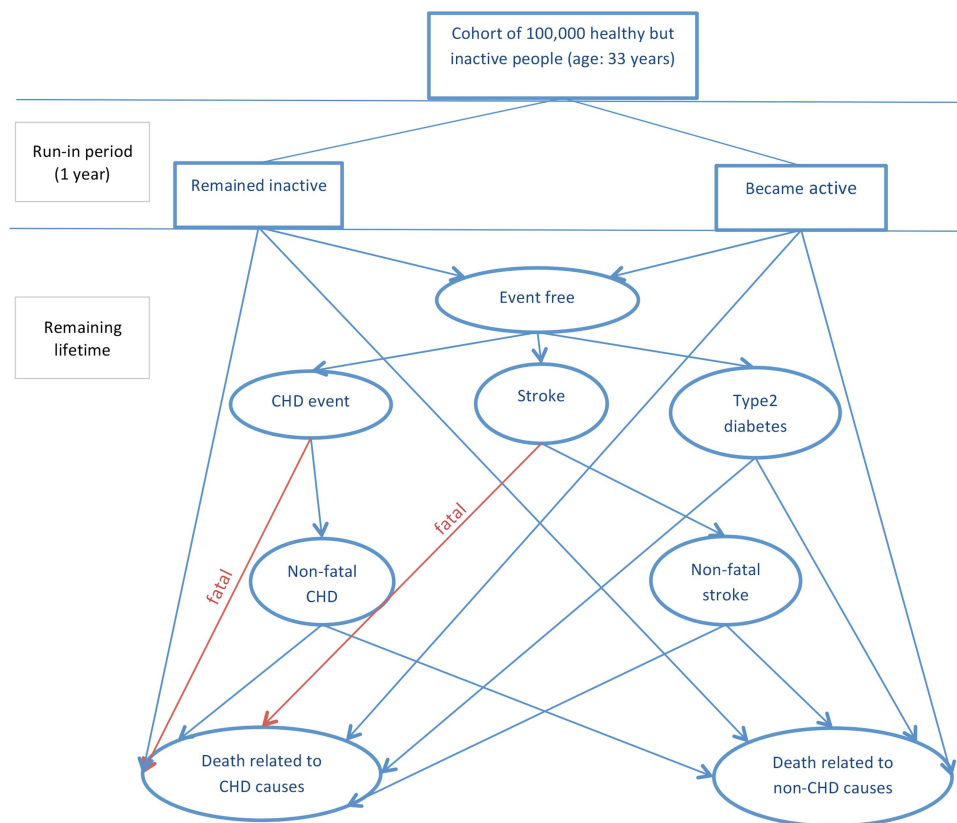 Cohort of 100,000 healthy but
inactive people (age: 33 years)
Run-in period
(1 year)
Remained inactive
Became active
Remaining
lifetime
Event free
CHD event
Stroke
Type2
diabetes
fatal
fatal
Non-fatal
CHD
Non-fatal
stroke
Death related to
CHD causes
Death related to
non-CHD causes